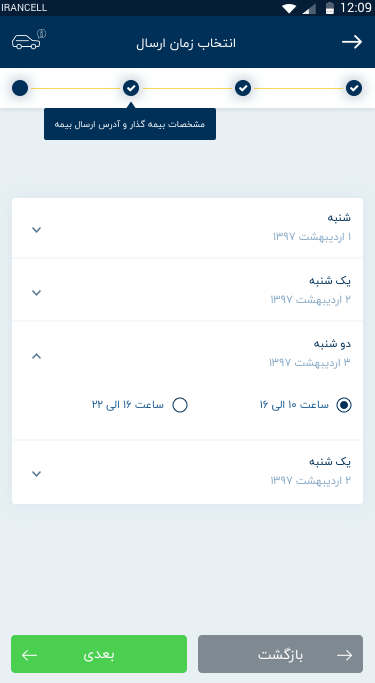 IRANCELL 12:09
انتخاب زمان ارسال
مشخصات بیمه گذار و آدرس ارسال بیمه
شنبه
۱ اردیبهشت ۱۳۹۷
یک شنبه
۲ اردیبهشت ۱۳۹۷
دو شنبه
۳ اردیبهشت ۱۳۹۷
ساعت ۱۰ الی ۱۶
ساعت ۱۶ الی ۲۲
یک شنبه
۲ اردیبهشت ۱۳۹۷
بازگشت
بعدی